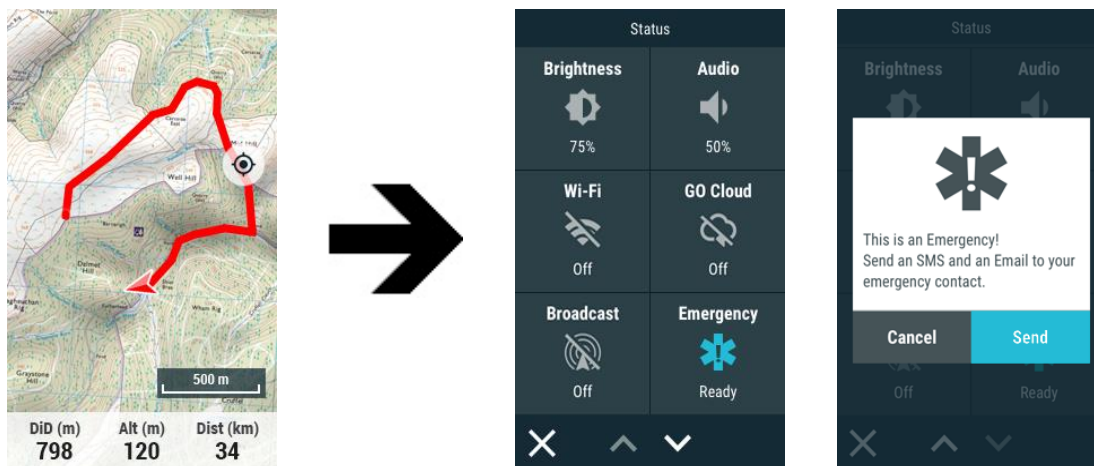 Well Hill
500 m
DiD (m) Alt (m) Dist (km)
798 120 34
Status
Brightness Audio
75% 50%
Wi-Fi GO Cloud
Off Off
Broadcast Emergency
Off Ready
Status
Brightness Audio
This is an Emergency!
Send an SMS and an Email to your
emergency contact.
Cancel Send
Off Ready